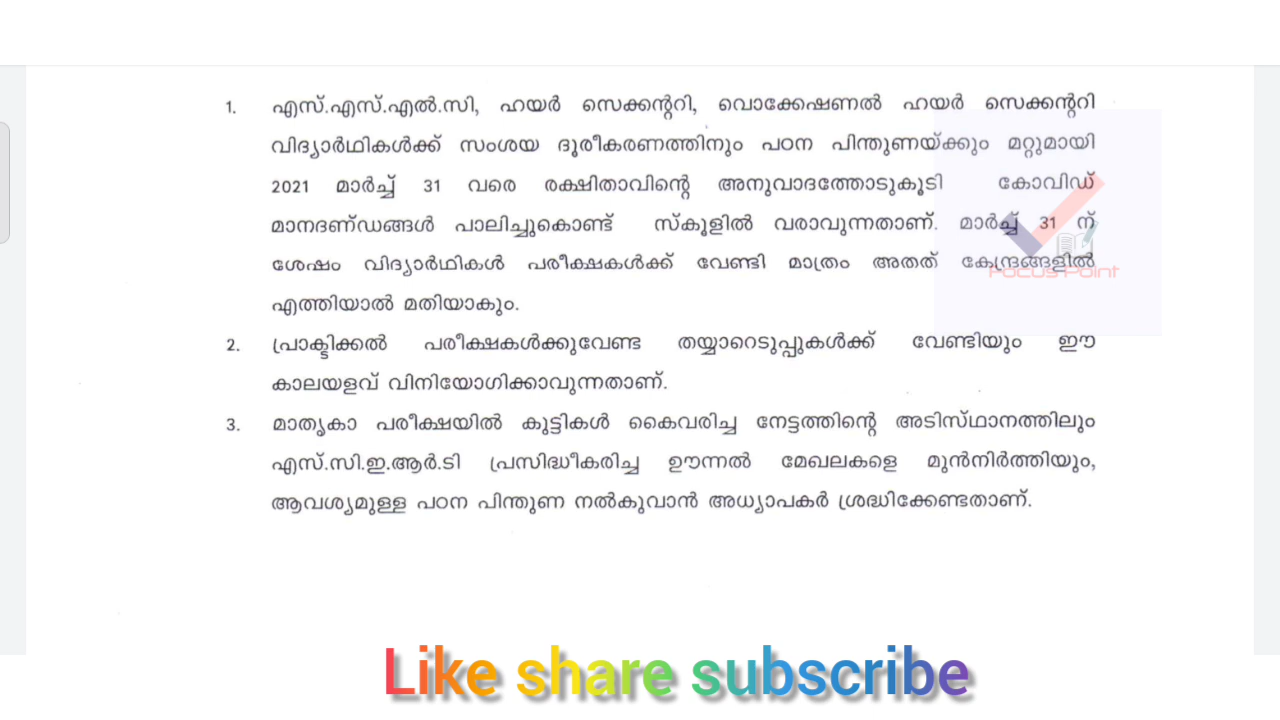 1. എസ്.എസ്.എൽ.സി, ഹയർ സെക്കന്ററി, വൊക്കേഷണൽ ഹയർ സെക്കന്ററി
വിദ്യാർഥികൾക്ക് സംശയ ദൂരീകരണത്തിനും പഠന പിന്തുണയ്ക്കും മറ്റുമായി
2021 മാർച്ച് 31 വരെ രക്ഷിതാവിന്റെ അനുവാദത്തോടുകൂടി കോവിഡ്
മാനദണ്ഡങ്ങൾ പാലിച്ചുകൊണ്ട് സ്കൂളിൽ വരാവുന്നതാണ്. മാർച്ച് 31 ന്
ശേഷം വിദ്യാർഥികൾ പരീക്ഷകൾക്ക് വേണ്ടി മാത്രം അതത് കേന്ദ്രങ്ങളിൽ
Focus Point
എത്തിയാൽ മതിയാകും.
2. പ്രാക്ടിക്കൽ പരീക്ഷകൾക്കുവേണ്ട തയ്യാറെടുപ്പുകൾക്ക് വേണ്ടിയും ഈ
കാലയളവ് വിനിയോഗിക്കാവുന്നതാണ്.
3. മാതൃകാ പരീക്ഷയിൽ കുട്ടികൾ കൈവരിച്ച നേട്ടത്തിന്റെ അടിസ്ഥാനത്തിലും
എസ്.സി.ഇ.ആർ.ടി പ്രസിദ്ധീകരിച്ച ഊന്നൽ മേഖലകളെ മുൻനിർത്തിയും,
ആവശ്യമുള്ള പഠന പിന്തുണ നൽകുവാൻ അധ്യാപകർ ശ്രദ്ധിക്കേണ്ടതാണ്.
Like share subscribe